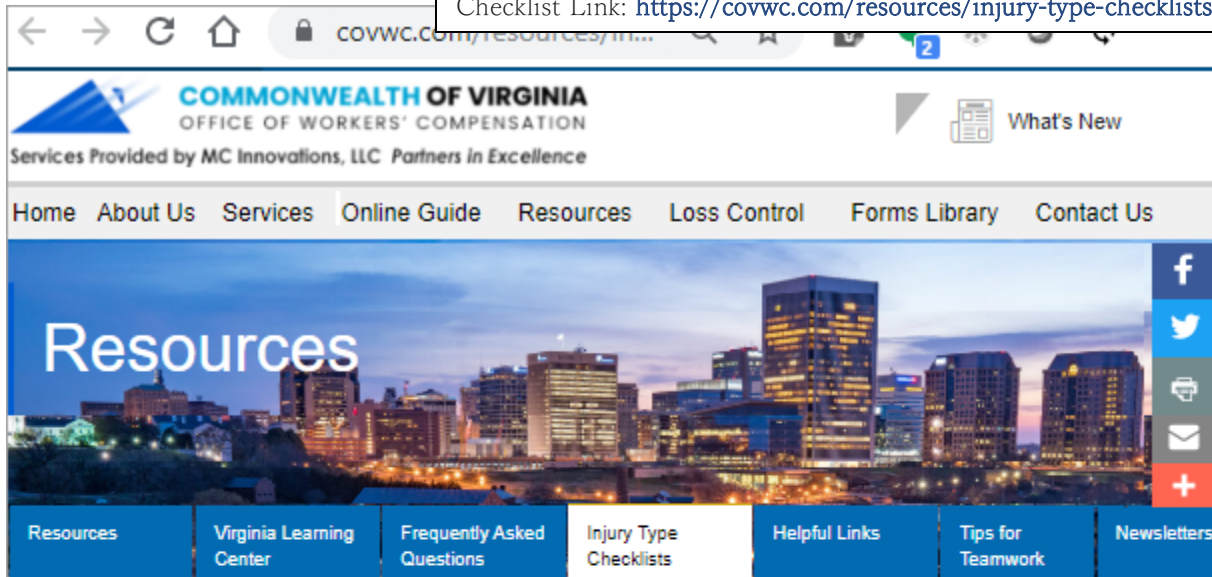 Checklist Link: https://covwc.com/resources/injury-type-checklists
covwc.com/resources/in...
2
COMMONWEALTH OF VIRGINIA
OFFICE OF WORKERS' COMPENSATION
Services Provided by MC Innovations, LLC Partners in Excellence
What's New
Home About Us Services Online Guide Resources Loss Control Forms Library Contact Us
Resources
Resources Virginia Learning Center Frequently Asked Questions Injury Type Checklists Helpful Links Tips for Teamwork Newsletters